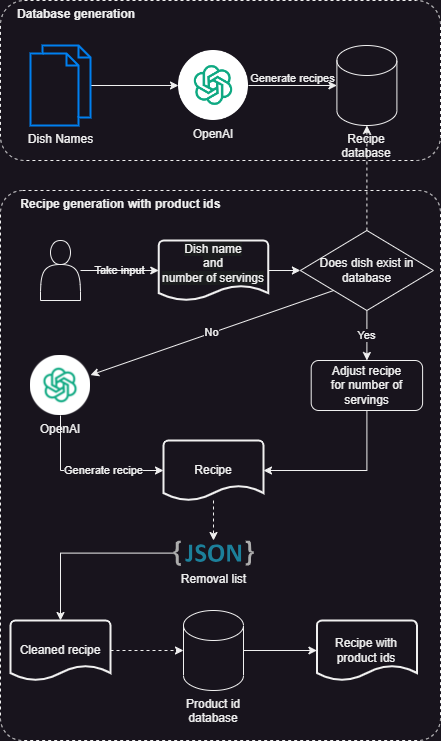 Database generation
Generate recipes
Dish Names
OpenAI
Recipe
database
Recipe generation with product ids
Take input
Dish name
and
number of servings
Does dish exist in
database
No
Yes
OpenAI
Adjust recipe
for number of
servings
Generate recipe
Recipe
{JSON}
Removal list
Cleaned recipe
Recipe with
product ids
Product id
database